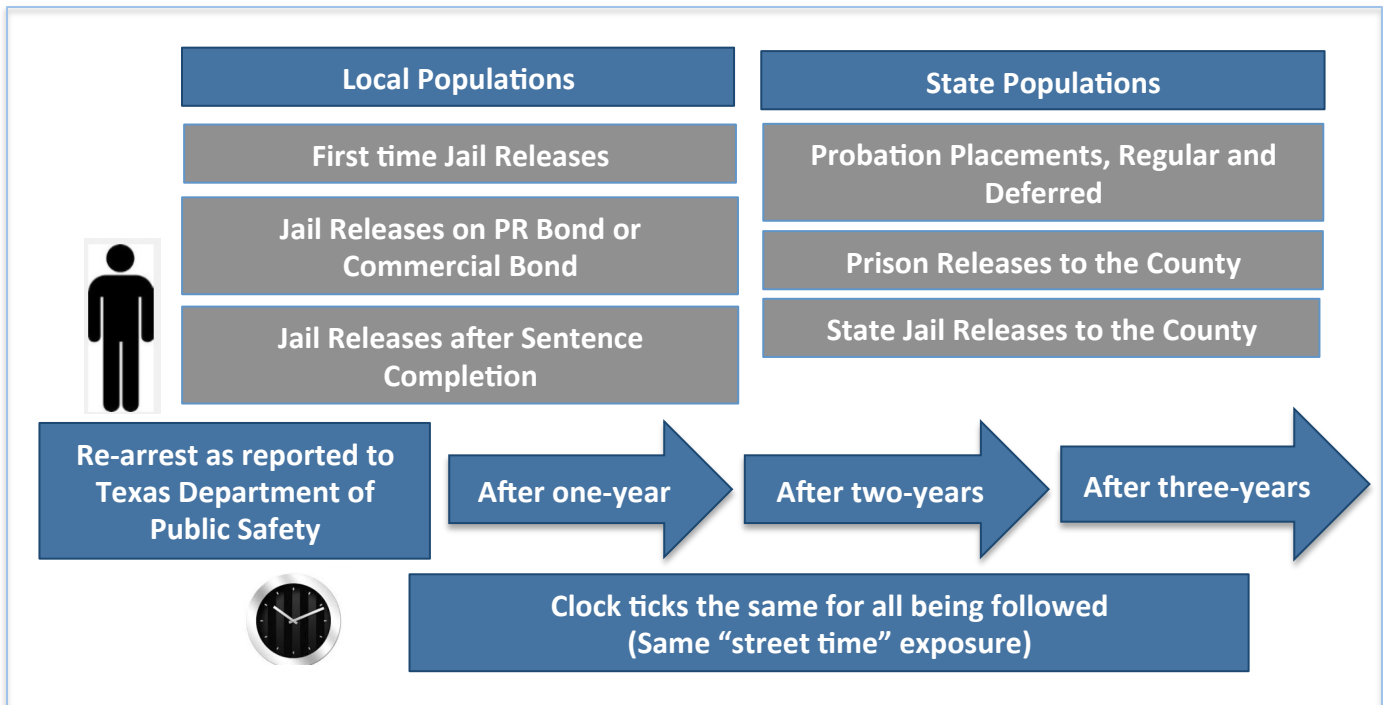 Local Populations
First time Jail Releases
Jail Releases on PR Bond or
Commercial Bond
Jail Releases after Sentence
Completion
State Populations
Probation Placements, Regular and
Deferred
Prison Releases to the County
State Jail Releases to the County
Re-arrest as reported to
Texas Department of
Public Safety
After one-year
After two-years
After three-years
Clock ticks the same for all being followed
(Same “street time” exposure)